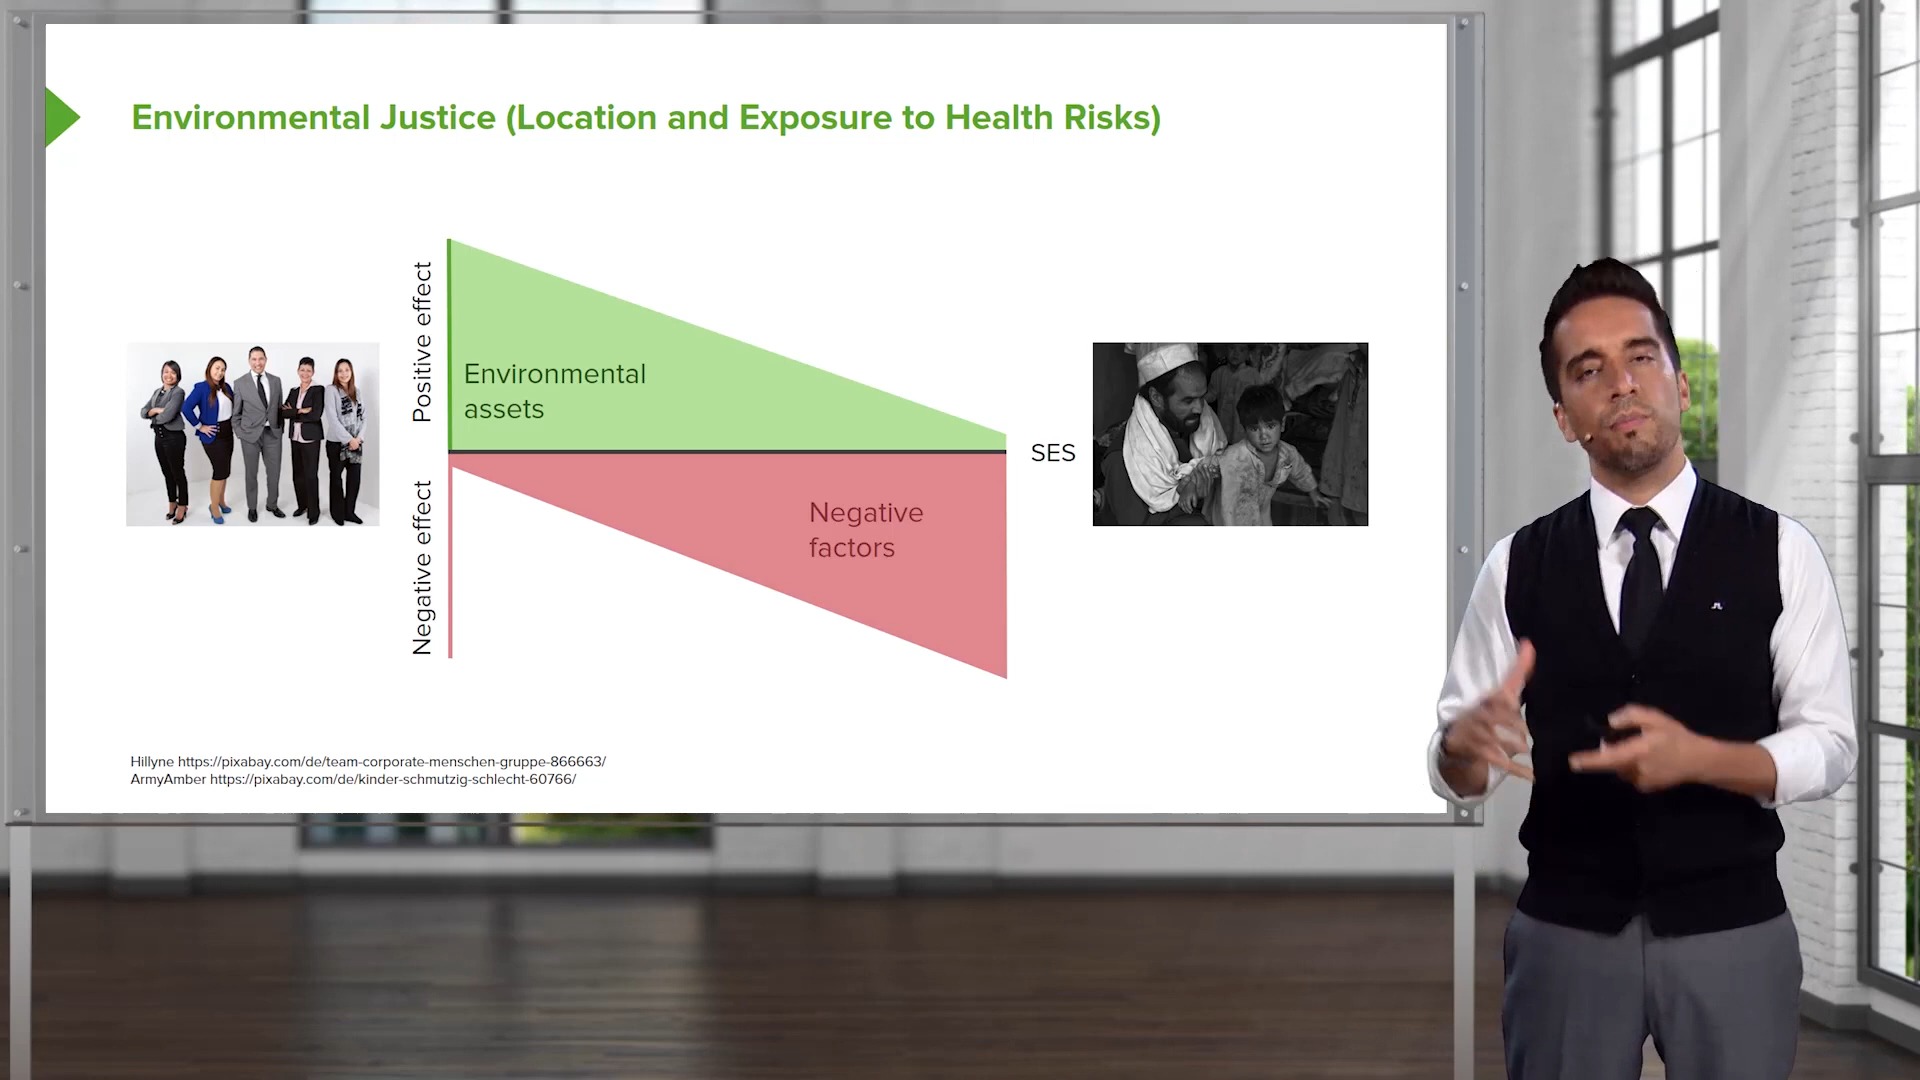 Environmental Justice (Location and Exposure to Health Risks)
Positive effect
Environmental
assets
SES
Negative
factors
Negative effect
Hillyne https://pixabay.com/de/team-corporate-menschen-gruppe-866663/
ArmyAmber https://pixabay.com/de/kinder-schmutzig-schlecht-60766/